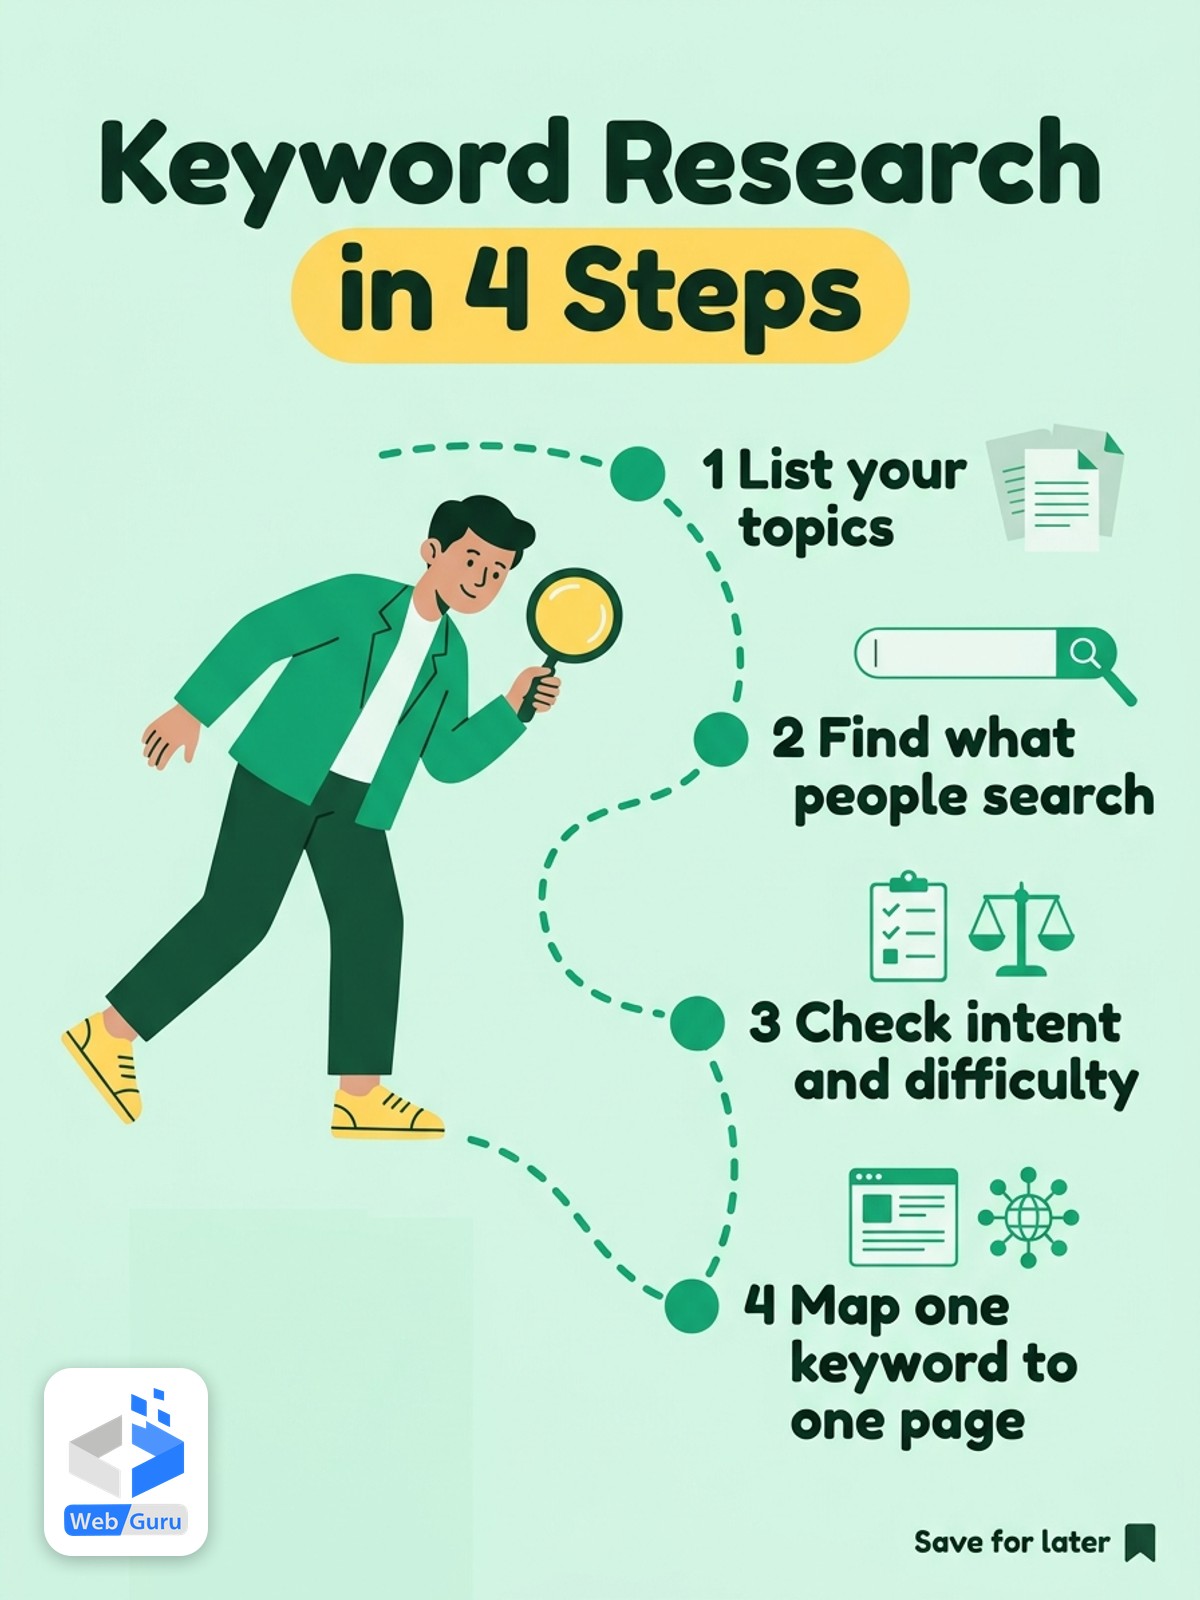 Keyword Research
in 4 Steps
1 List your
topics
2 Find what
people search
3 Check intent
and difficulty
4 Map one
keyword to
one page
Web/Guru
Save for later